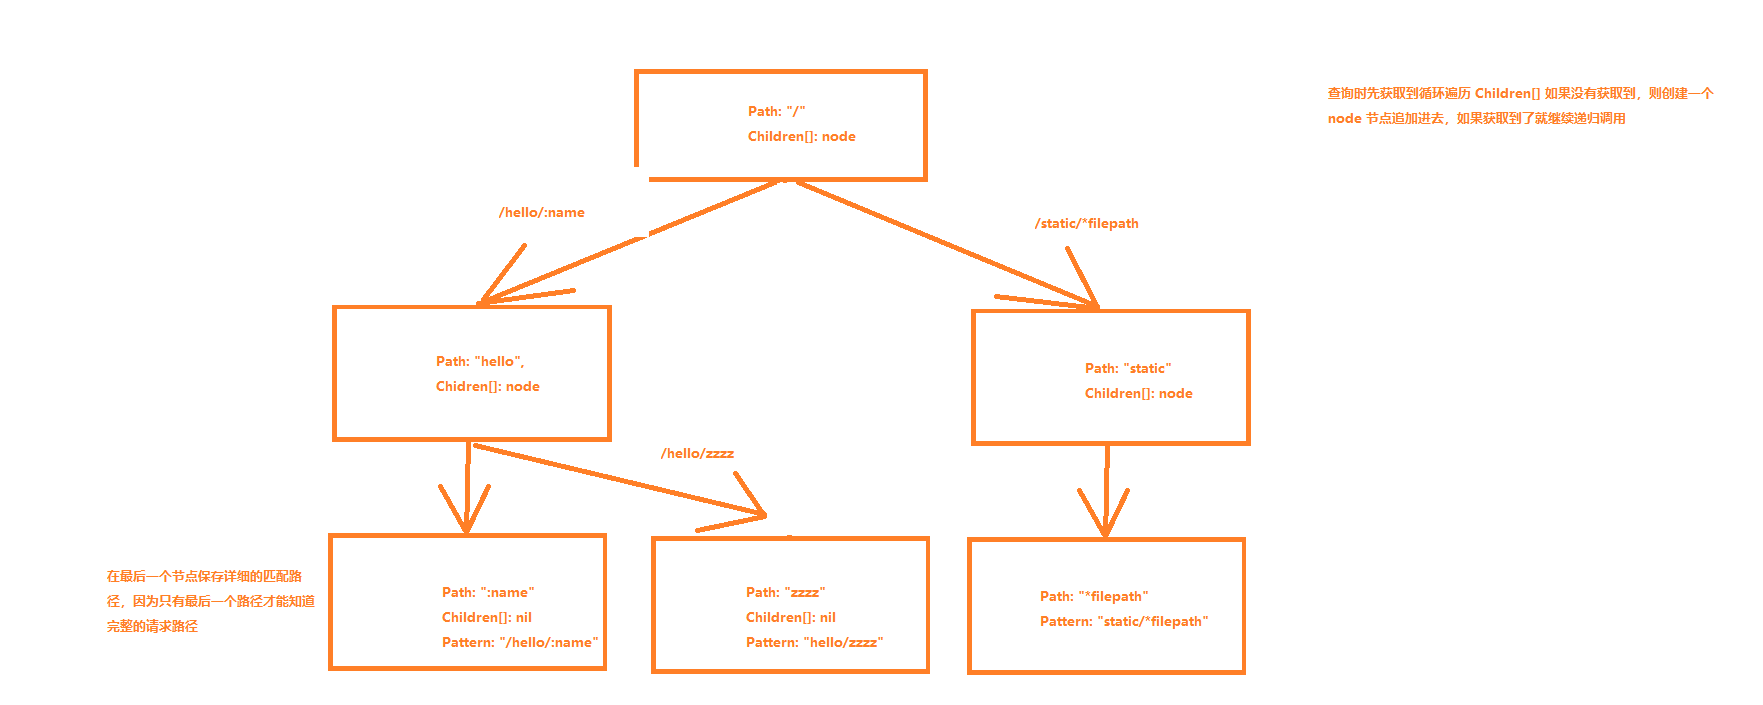 Path: "/"
Children[]: node
查询时先获取到循环遍历 Children[] 如果没有获取到，则创建一个
node 节点追加进去，如果获取到了就继续递归调用
/hello/:name
/static/*filepath
Path: "hello",
Chidren[]: node
Path: "static"
Children[]: node
/hello/zzzz
在最后一个节点保存详细的匹配路
径，因为只有最后一个路径才能知道
完整的请求路径
Path: ":name"
Children[]: nil
Pattern: "/hello/:name"
Path: "zzzz"
Children[]: nil
Pattern: "hello/zzzz"
Path: "*filepath"
Pattern: "static/*filepath"